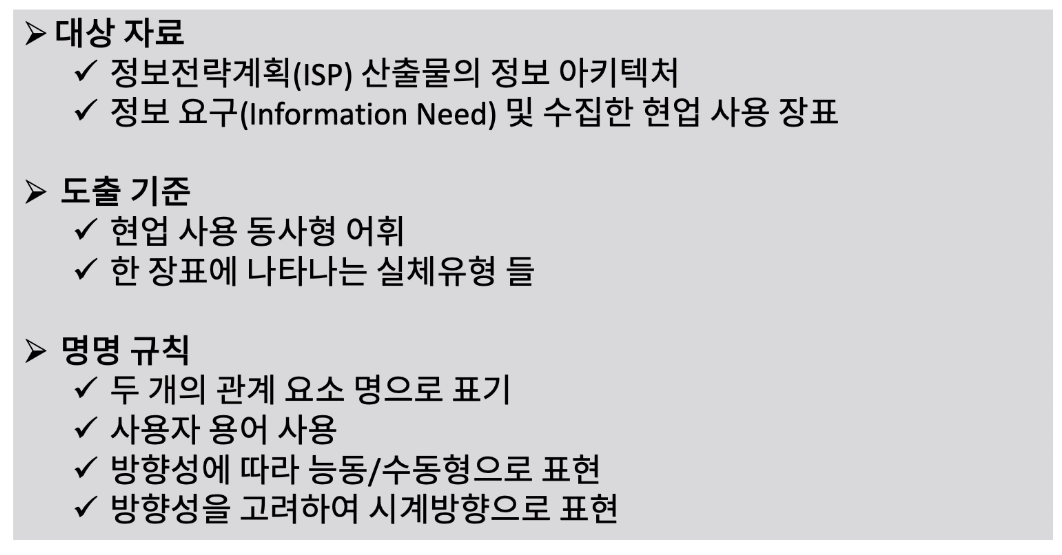 ➢ 대상 자료
✓ 정보전략계획(ISP) 산출물의 정보 아키텍처
✓ 정보 요구(Information Need) 및 수집한 현업 사용 장표
➢ 도출 기준
✓ 현업 사용 동사형 어휘
✓ 한 장표에 나타나는 실체유형 들
➢ 명명 규칙
✓ 두 개의 관계 요소 명으로 표기
✓ 사용자 용어 사용
✓ 방향성에 따라 능동/수동형으로 표현
✓ 방향성을 고려하여 시계방향으로 표현